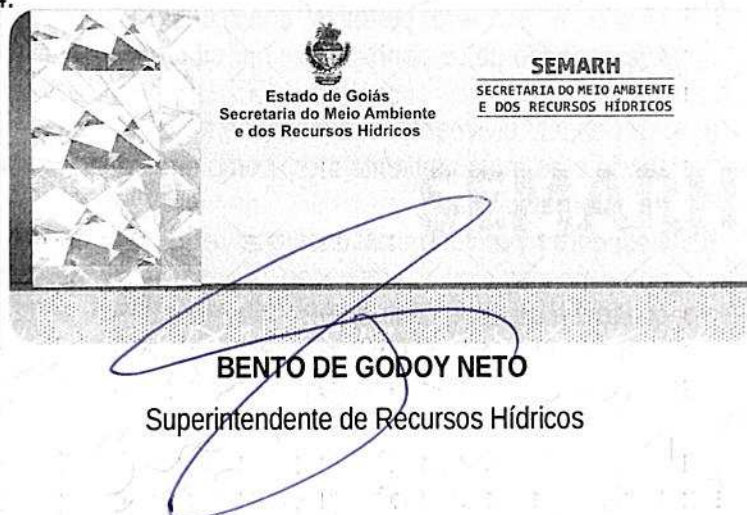 Estado de Goiás
Secretaria do Meio Ambiente
e dos Recursos Hidricos
SEMARH
SECRETARIA DO MEIO AMBIENTE
E DOS RECURSOS HÍDRICOS
BENTO DE GODOY NETO
Superintendente de Recursos Hídricos